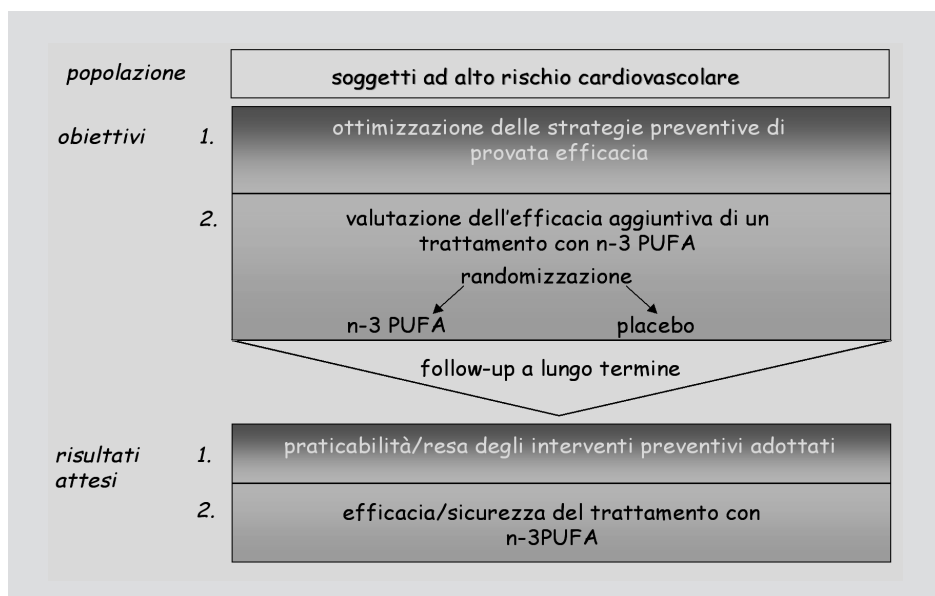 popolazione
soggetti ad alto rischio cardiovascolare
obiettivi
1.
ottimizzazione delle strategie preventive di
provata efficacia
2.
valutazione dell'efficacia aggiuntiva di un
trattamento con n-3 PUFA
randomizzazione
n-3 PUFA
placebo
follow-up a lungo termine
risultati
attesi
1.
praticabilità/resa degli interventi preventivi adottati
2.
efficacia/sicurezza del trattamento con
n-3PUFA